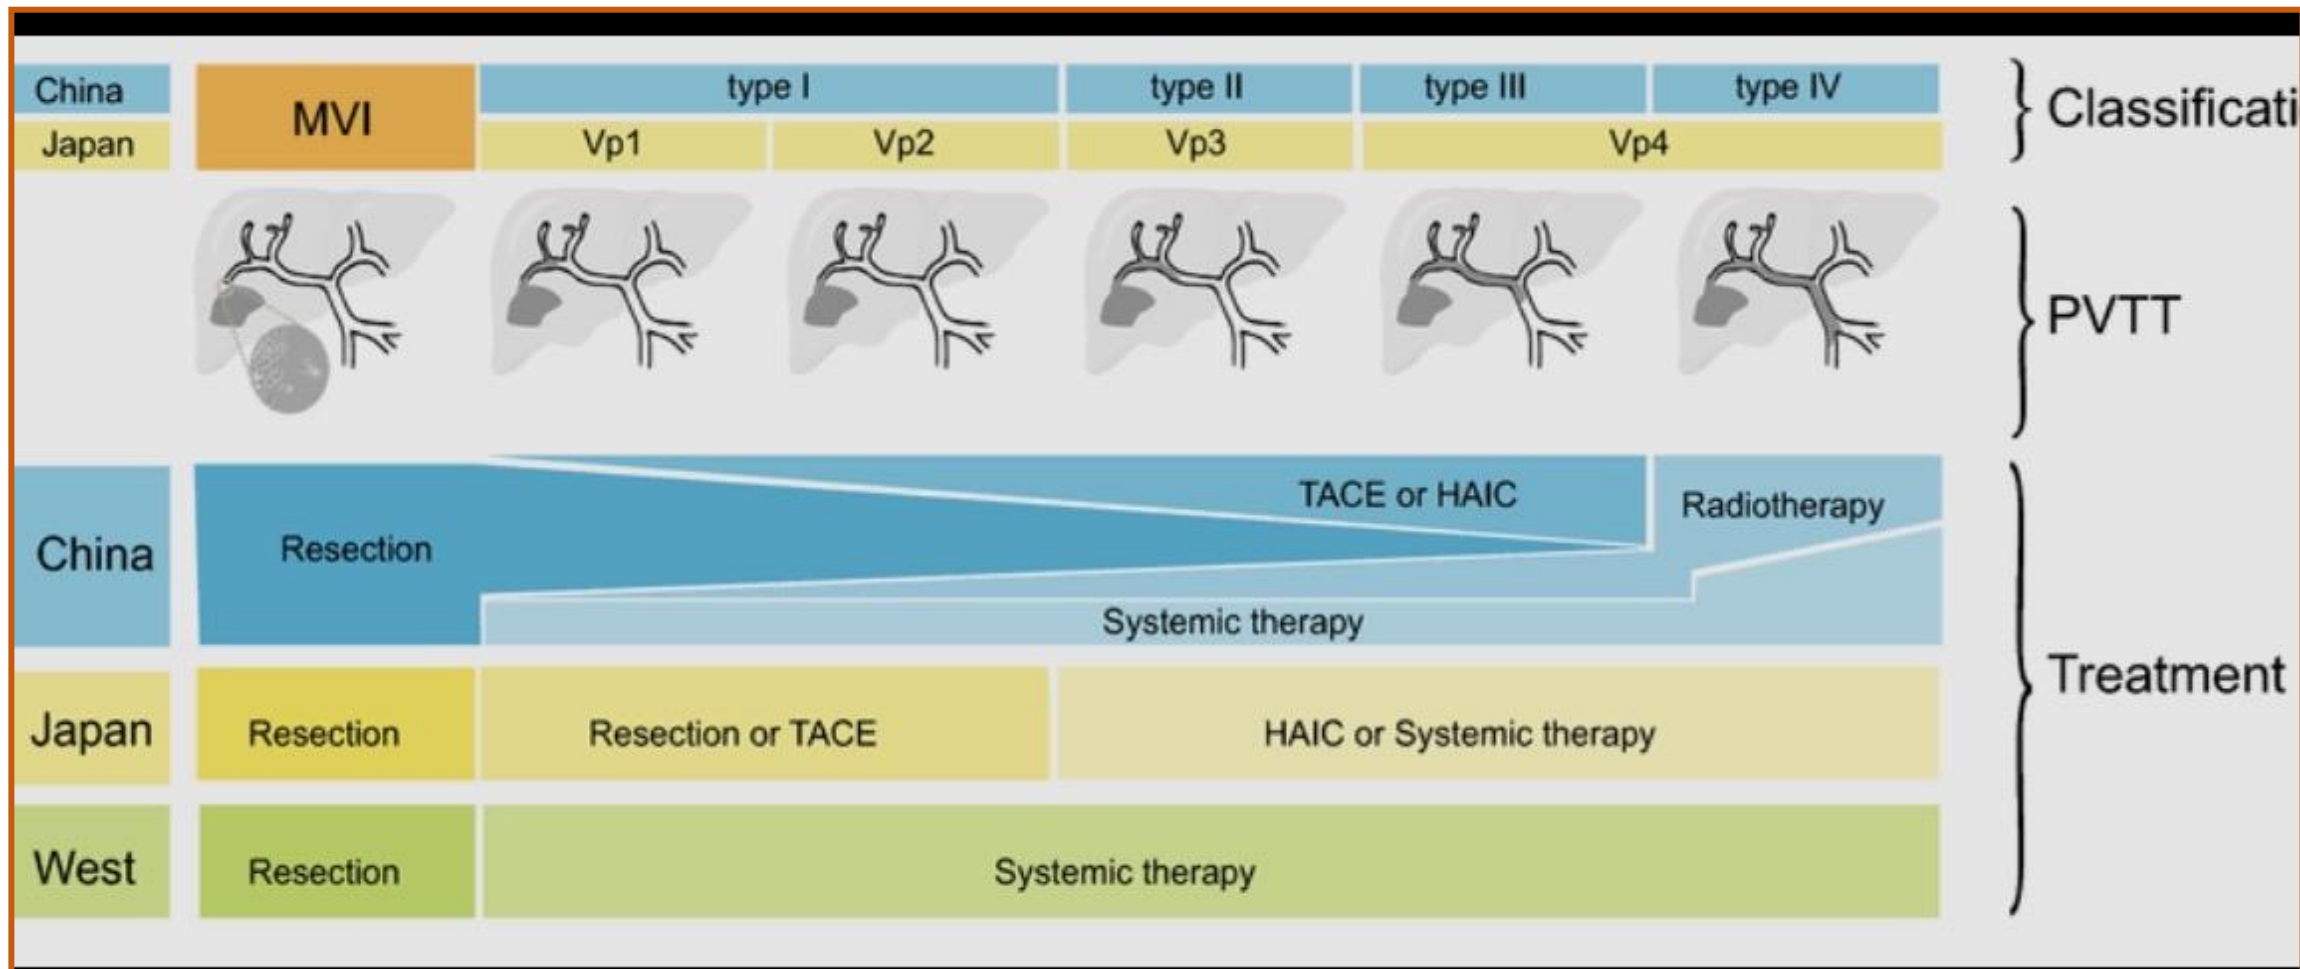 China
MVI
type I
type II
type III
type IV
Classificati
Japan
Vp1
Vp2
Vp3
Vp4
PVTT
China
Resection
TACE or HAIC
Radiotherapy
Systemic therapy
Treatment
Japan
Resection
Resection or TACE
HAIC or Systemic therapy
West
Resection
Systemic therapy